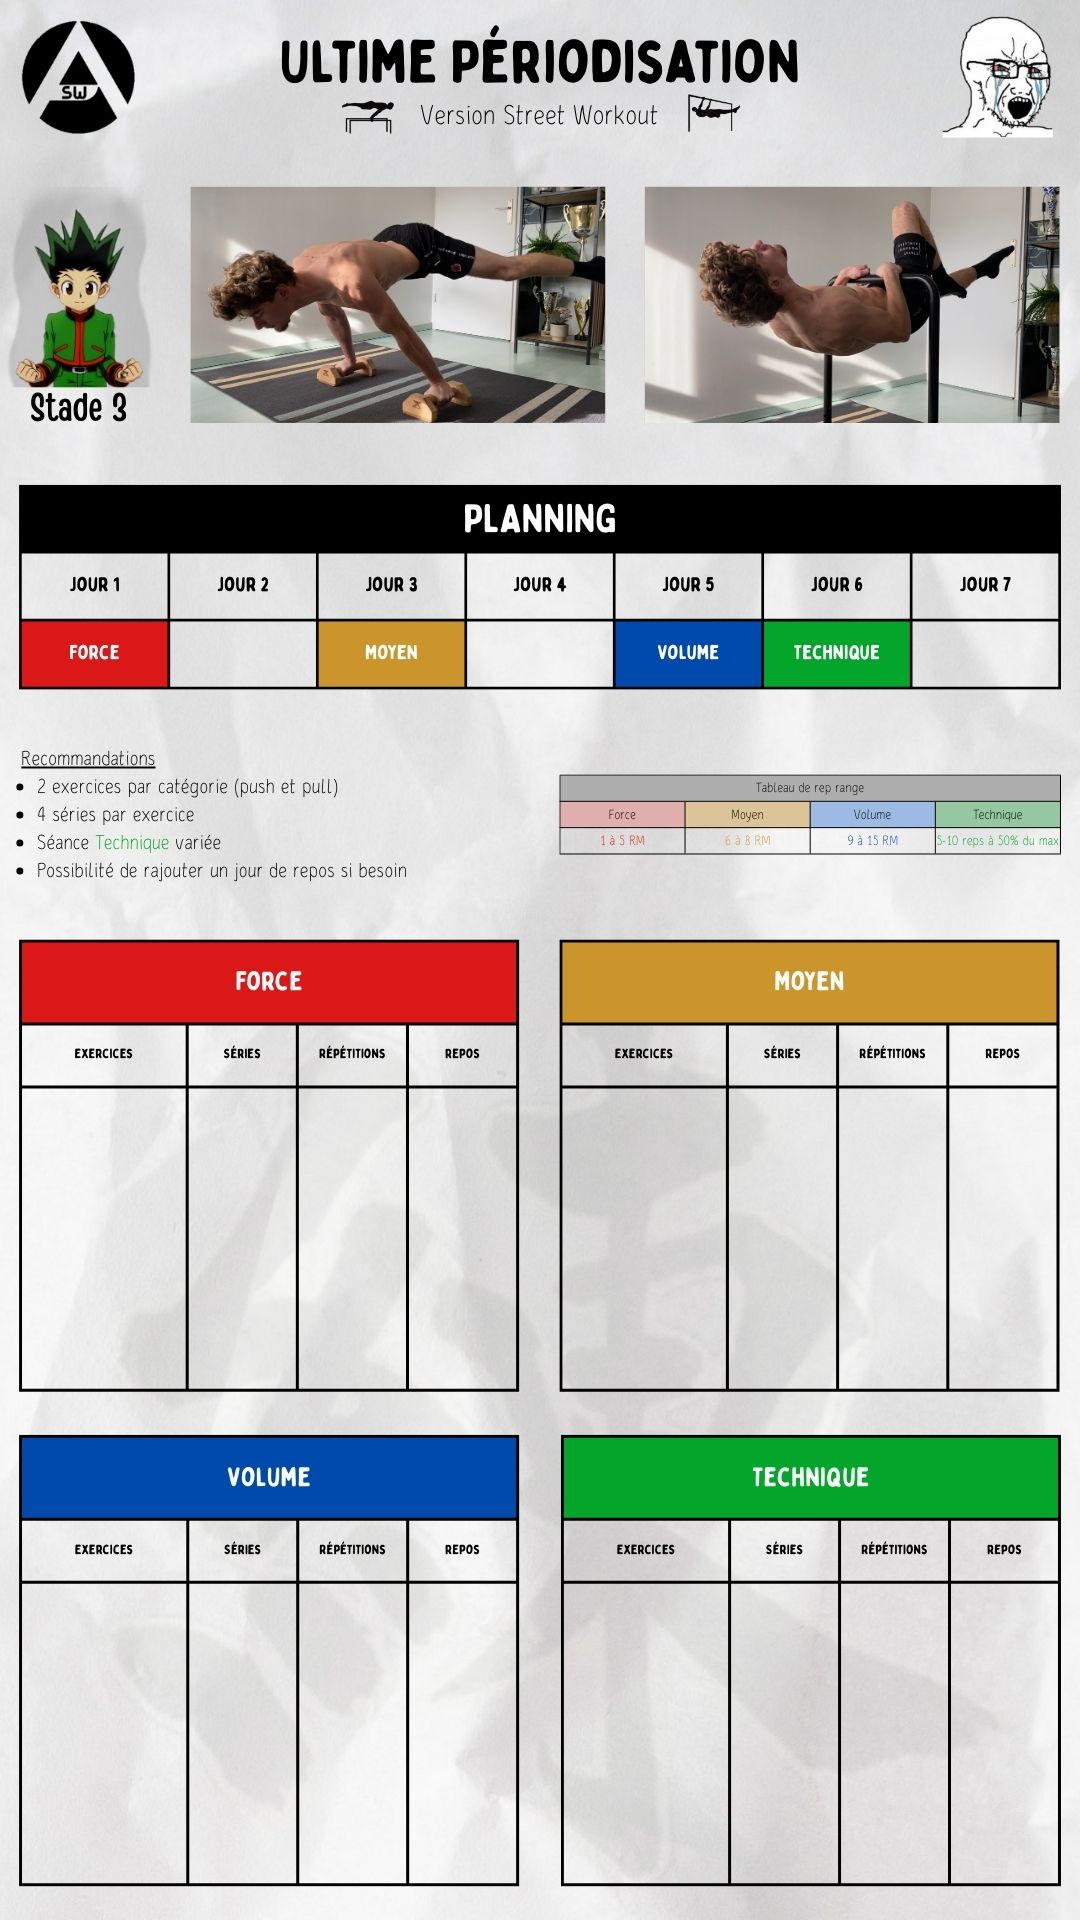 SW
ULTIME PÉRIODISATION
Version Street Workout
Stade 3
PLANNING
JOUR 1 JOUR 2 JOUR 3 JOUR 4 JOUR 5 JOUR 6 JOUR 7
FORCE MOYEN VOLUME TECHNIQUE
Recommandations
• 2 exercices par catégorie (push et pull)
• 4 séries par exercice
• Séance Technique variée
• Possibilité de rajouter un jour de repos si besoin
Tableau de rep range
Force Moyen Volume Technique
1 à 5 RM 6 à 8 RM 9 à 15 RM 5-10 reps à 50% du max
FORCE
EXERCICES SÉRIES RÉPÉTITIONS REPOS
MOYEN
EXERCICES SÉRIES RÉPÉTITIONS REPOS
VOLUME
EXERCICES SÉRIES RÉPÉTITIONS REPOS
TECHNIQUE
EXERCICES SÉRIES RÉPÉTITIONS REPOS